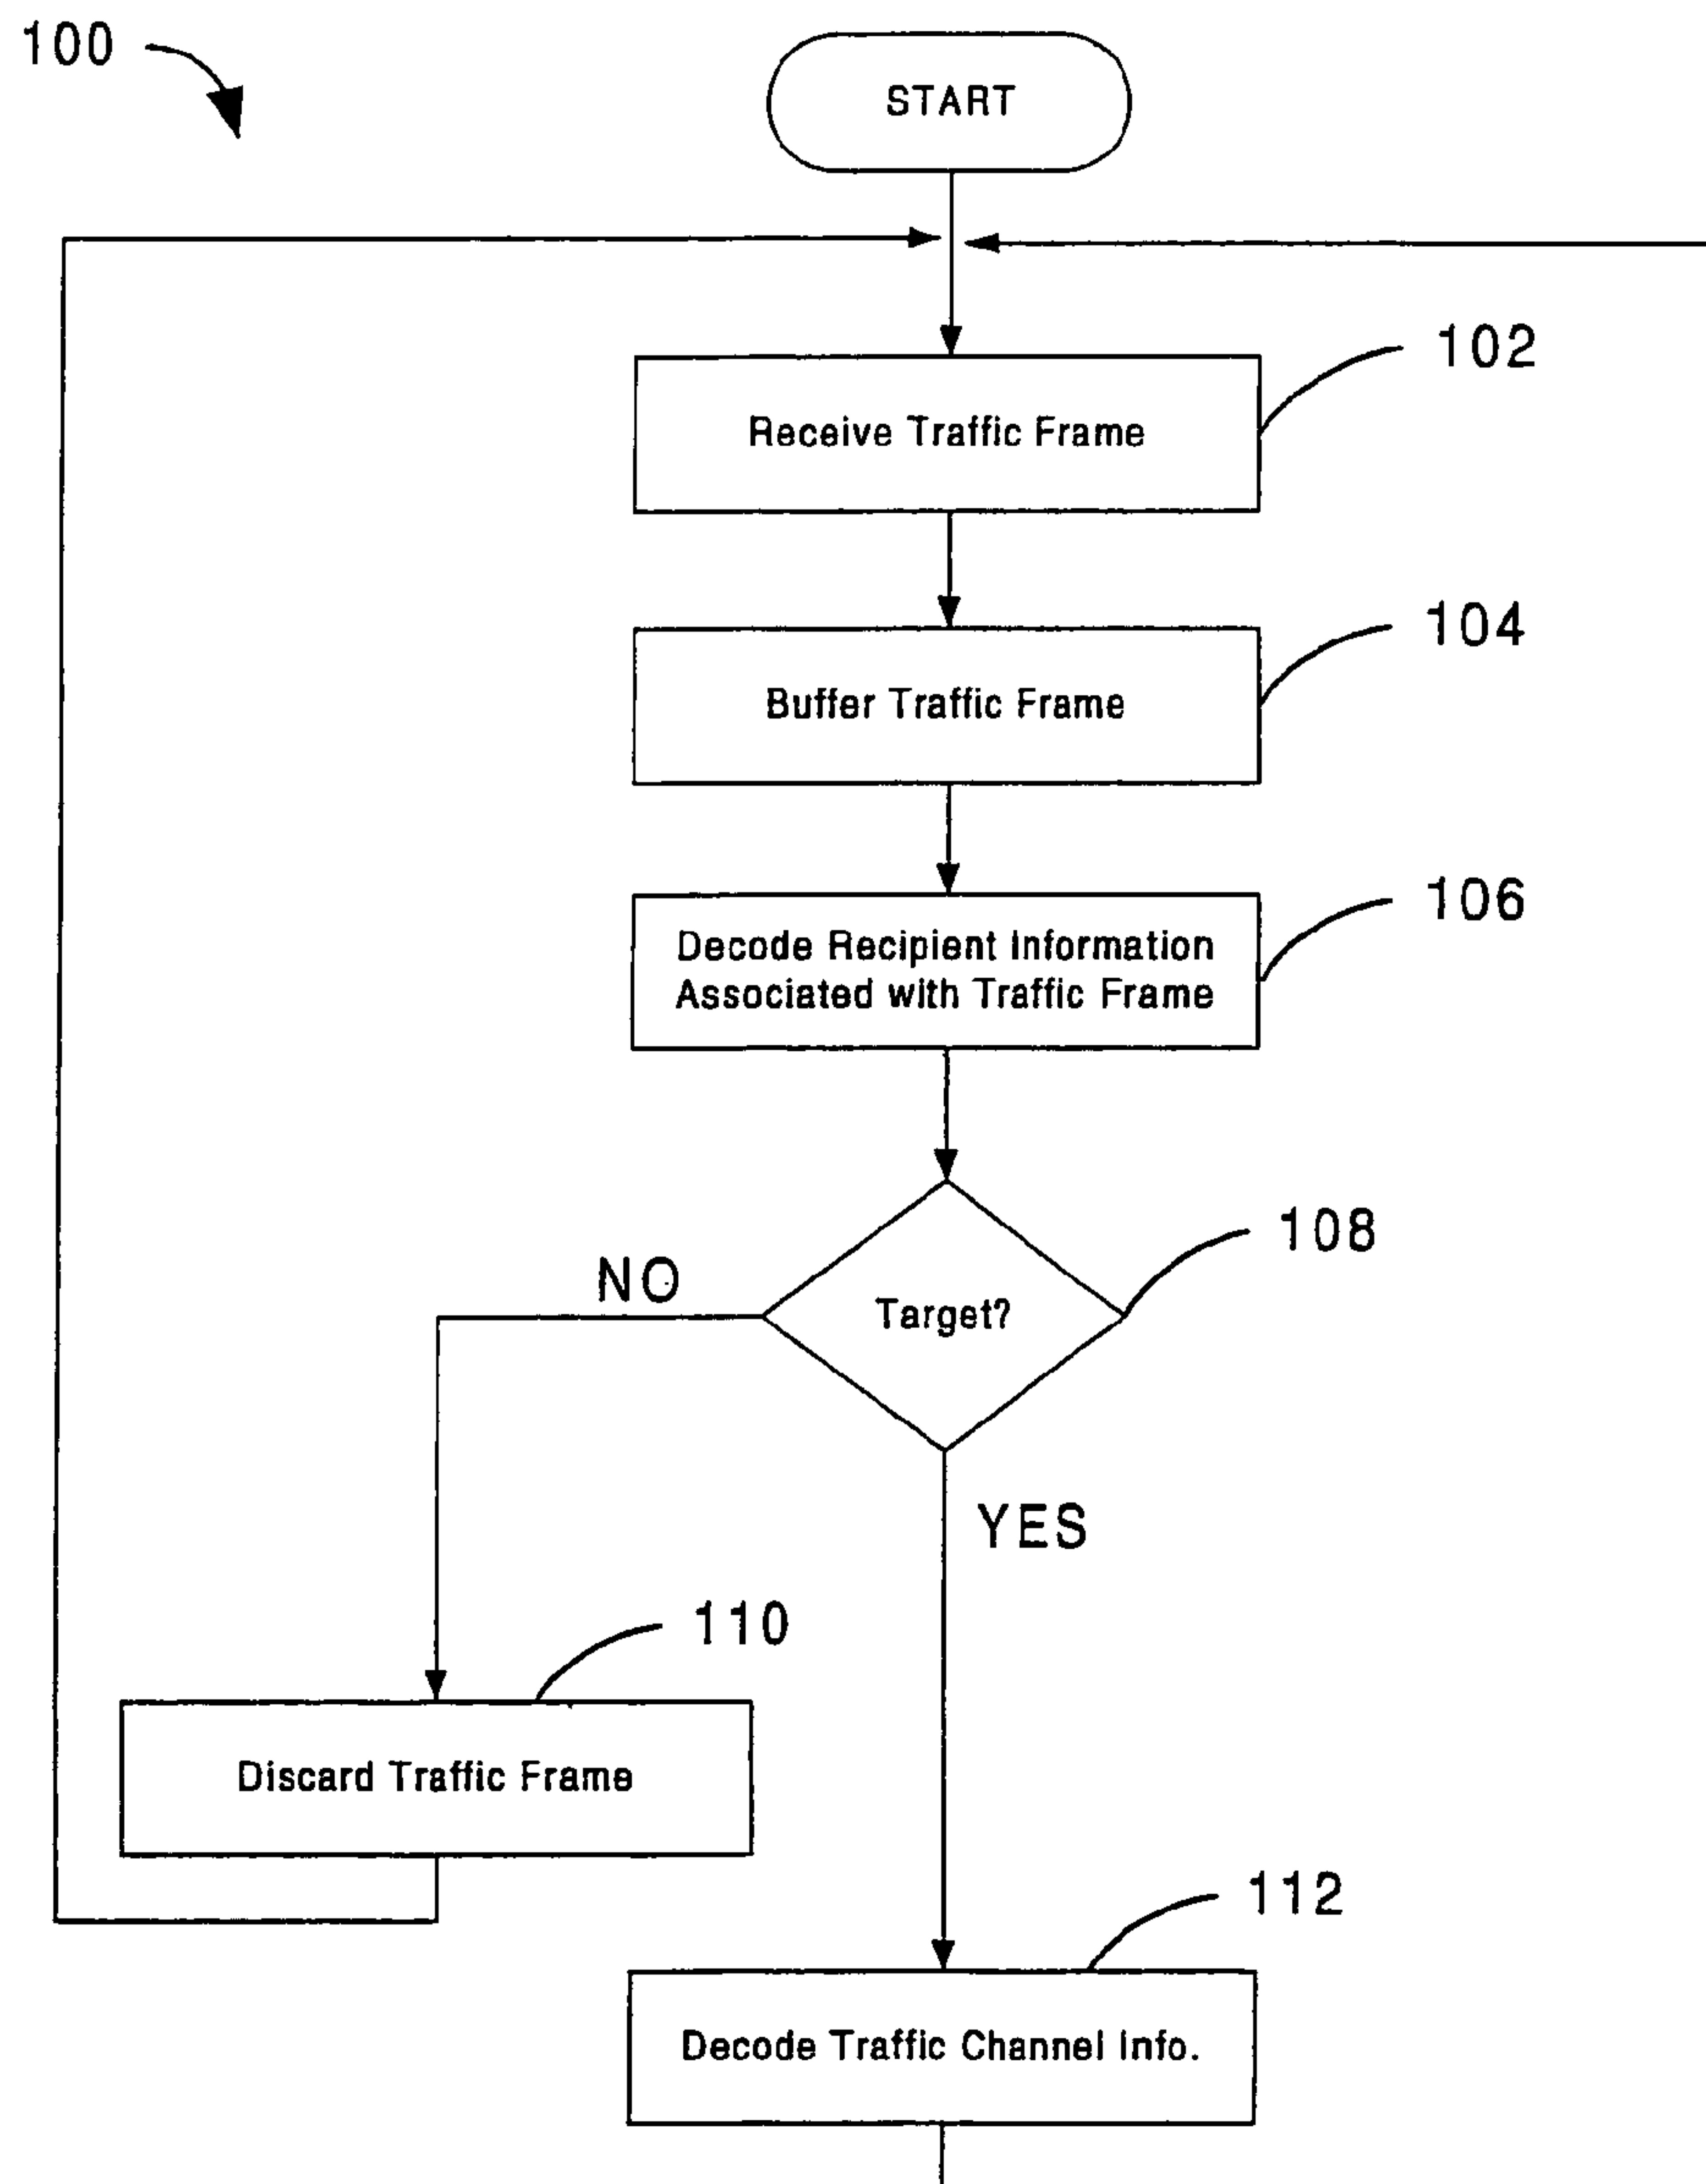 100
START
102
Receive Traffic Frame
104
Buffer Traffic Frame
106
Decode Recipient Information
Associated with Traffic Frame
108
NO
Target?
YES
110
Discard Traffic Frame
112
Decode Traffic Channel Info.